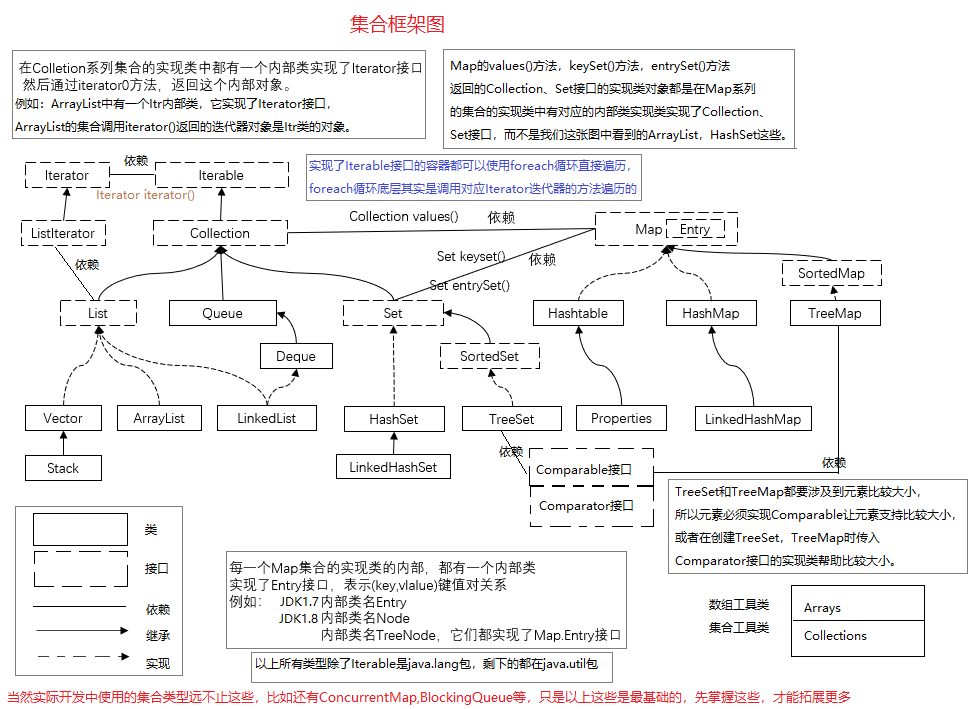 集合框架图
在Colletion系列集合的实现类中都有一个内部类实现了Iterator接口
然后通过iterator0方法，返回这个内部对象。
例如：ArrayList中有一个Itr内部类，它实现了Iterator接口，
ArrayList的集合调用iterator()返回的迭代器对象是Itr类的对象。
Map的values()方法，keySet()方法，entrySet()方法
返回的Collection、Set接口的实现类对象都是在Map系列
的集合的实现类中有对应的内部类实现类实现了Collection、
Set接口，而不是我们这张图中看到的ArrayList，HashSet这些。
实现了Iterable接口的容器都可以使用foreach循环直接遍历，
foreach循环底层其实是调用对应Iterator迭代器的方法遍历的
Iterator
依赖
Iterable
Iterator iterator()
ListIterator
Collection
Collection values()
依赖
Map
Entry
依赖
Set keyset()
依赖
Set entrySet()
SortedMap
List
Queue
Set
Hashtable
HashMap
TreeMap
Deque
SortedSet
Vector
ArrayList
LinkedList
HashSet
TreeSet
Properties
LinkedHashMap
Stack
LinkedHashSet
依赖
Comparable接口
依赖
Comparator接口
TreeSet和TreeMap都要涉及到元素比较大小，
所以元素必须实现Comparable让元素支持比较大小，
或者在创建TreeSet，TreeMap时传入
Comparator接口的实现类帮助比较大小。
类
接口
依赖
继承
实现
每一个Map集合的实现类的内部，都有一个内部类
实现了Entry接口，表示(key,vlalue)键值对关系
例如： JDK1.7内部类名Entry
JDK1.8内部类名Node
内部类名TreeNode，它们都实现了Map.Entry接口
以上所有类型除了Iterable是java.lang包，剩下的都在java.util包
数组工具类
Arrays
集合工具类
Collections
当然实际开发中使用的集合类型远不止这些，比如还有ConcurrentMap,BlockingQueue等，只是以上这些是最基础的，先掌握这些，才能拓展更多